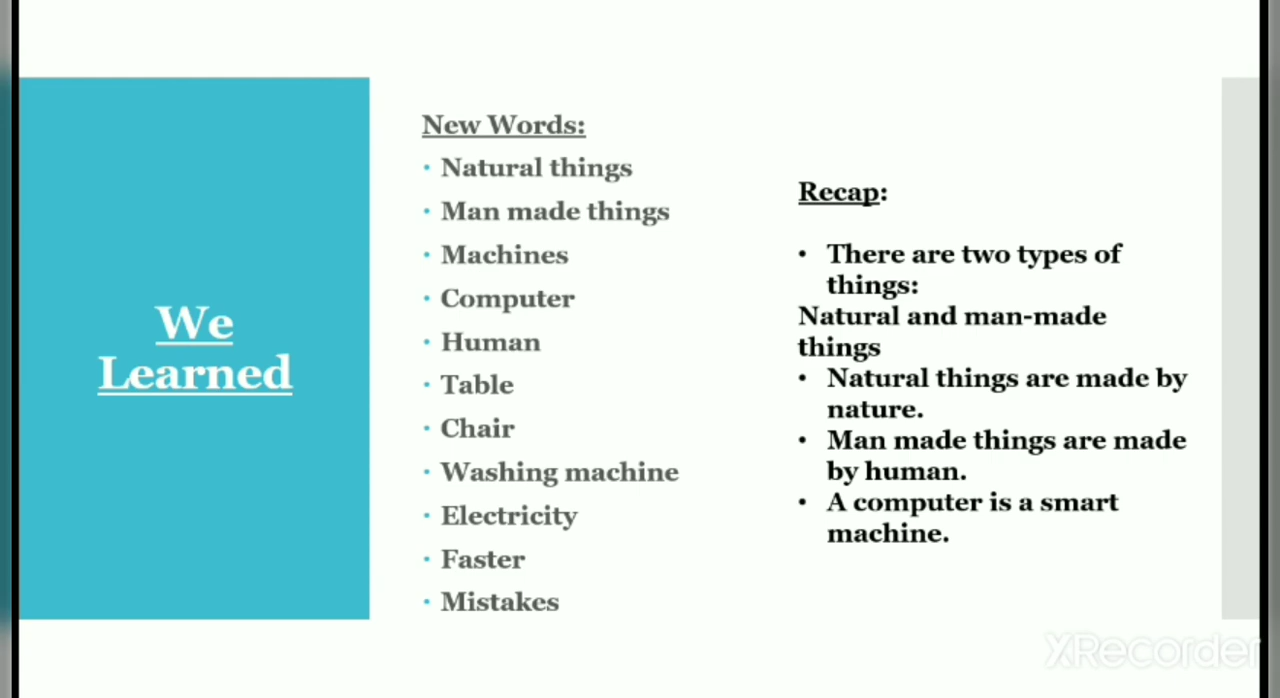 We
Learned
New Words:
• Natural things
• Man made things
• Machines
• Computer
• Human
• Table
• Chair
• Washing machine
• Electricity
• Faster
• Mistakes
Recap:
• There are two types of
things:
Natural and man-made
things
• Natural things are made by
nature.
• Man made things are made
by human.
• A computer is a smart
machine.
XRecorder